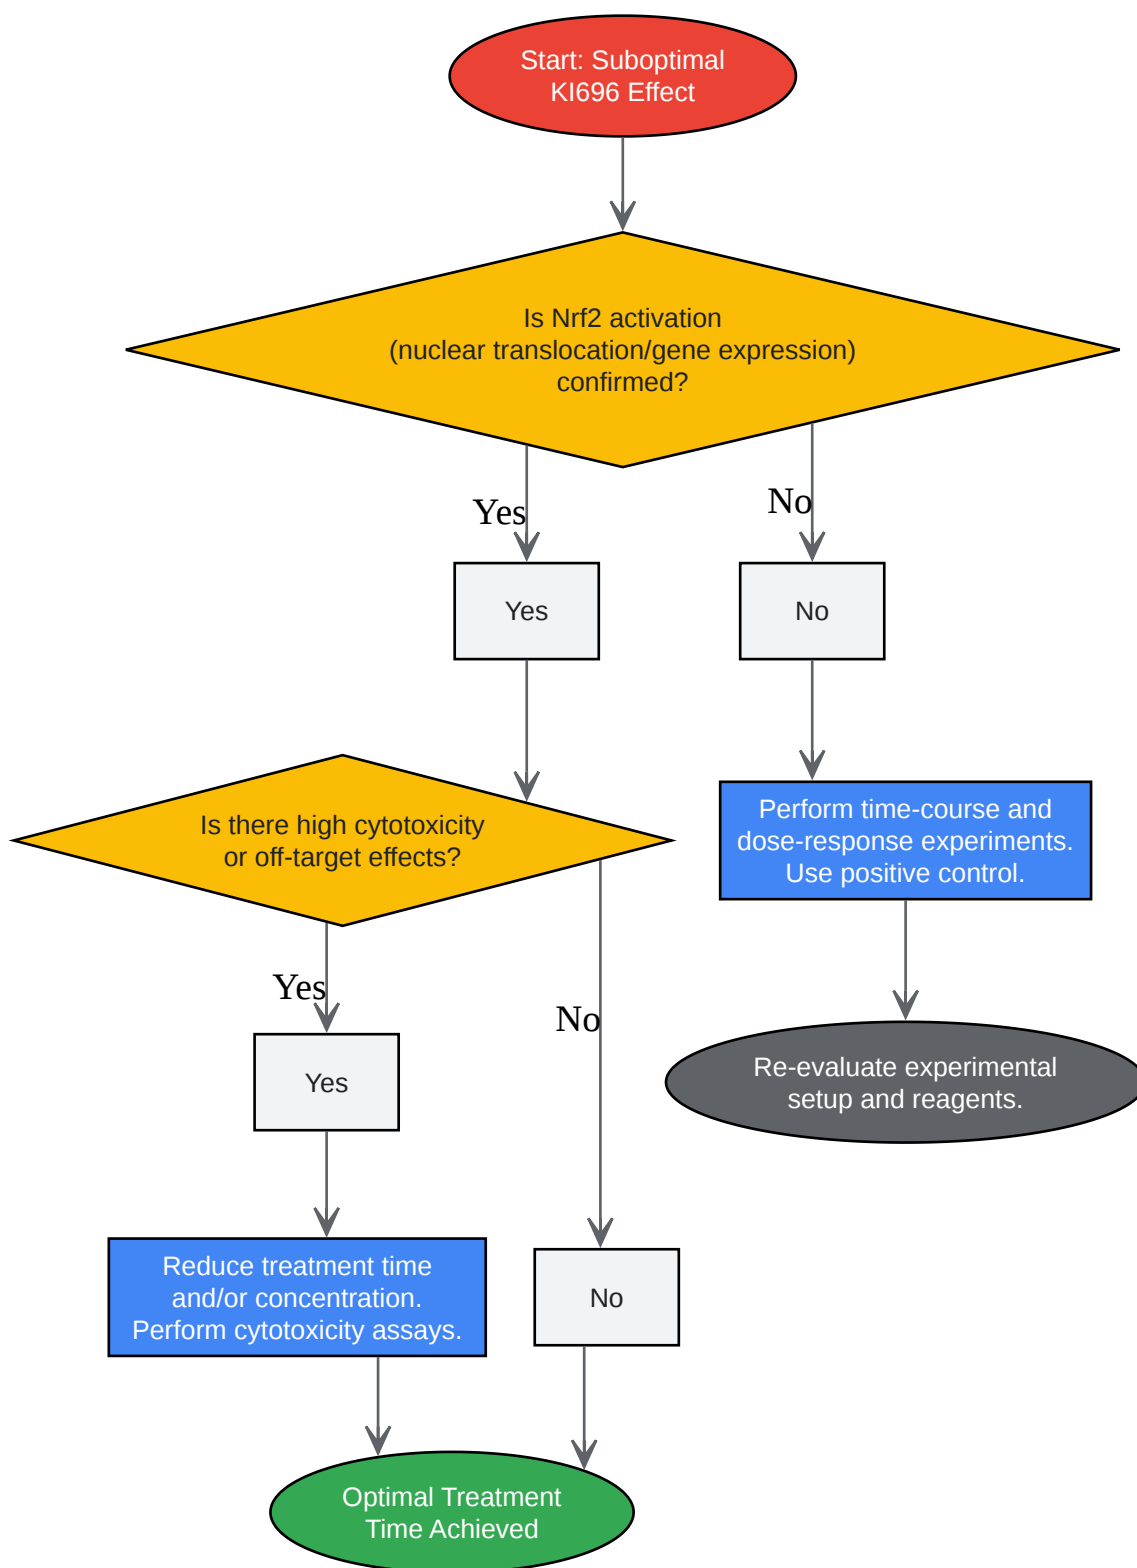 Start: Suboptimal
KI696 Effect
Is Nrf2 activation
(nuclear translocation/gene expression)
confirmed?
Yes
No
Yes
No
Is there high cytotoxicity
or off-target effects?
Perform time-course and
dose-response experiments.
Use positive control.
Yes
No
Re-evaluate experimental
setup and reagents.
Yes
Reduce treatment time
and/or concentration.
Perform cytotoxicity assays.
No
Optimal Treatment
Time Achieved